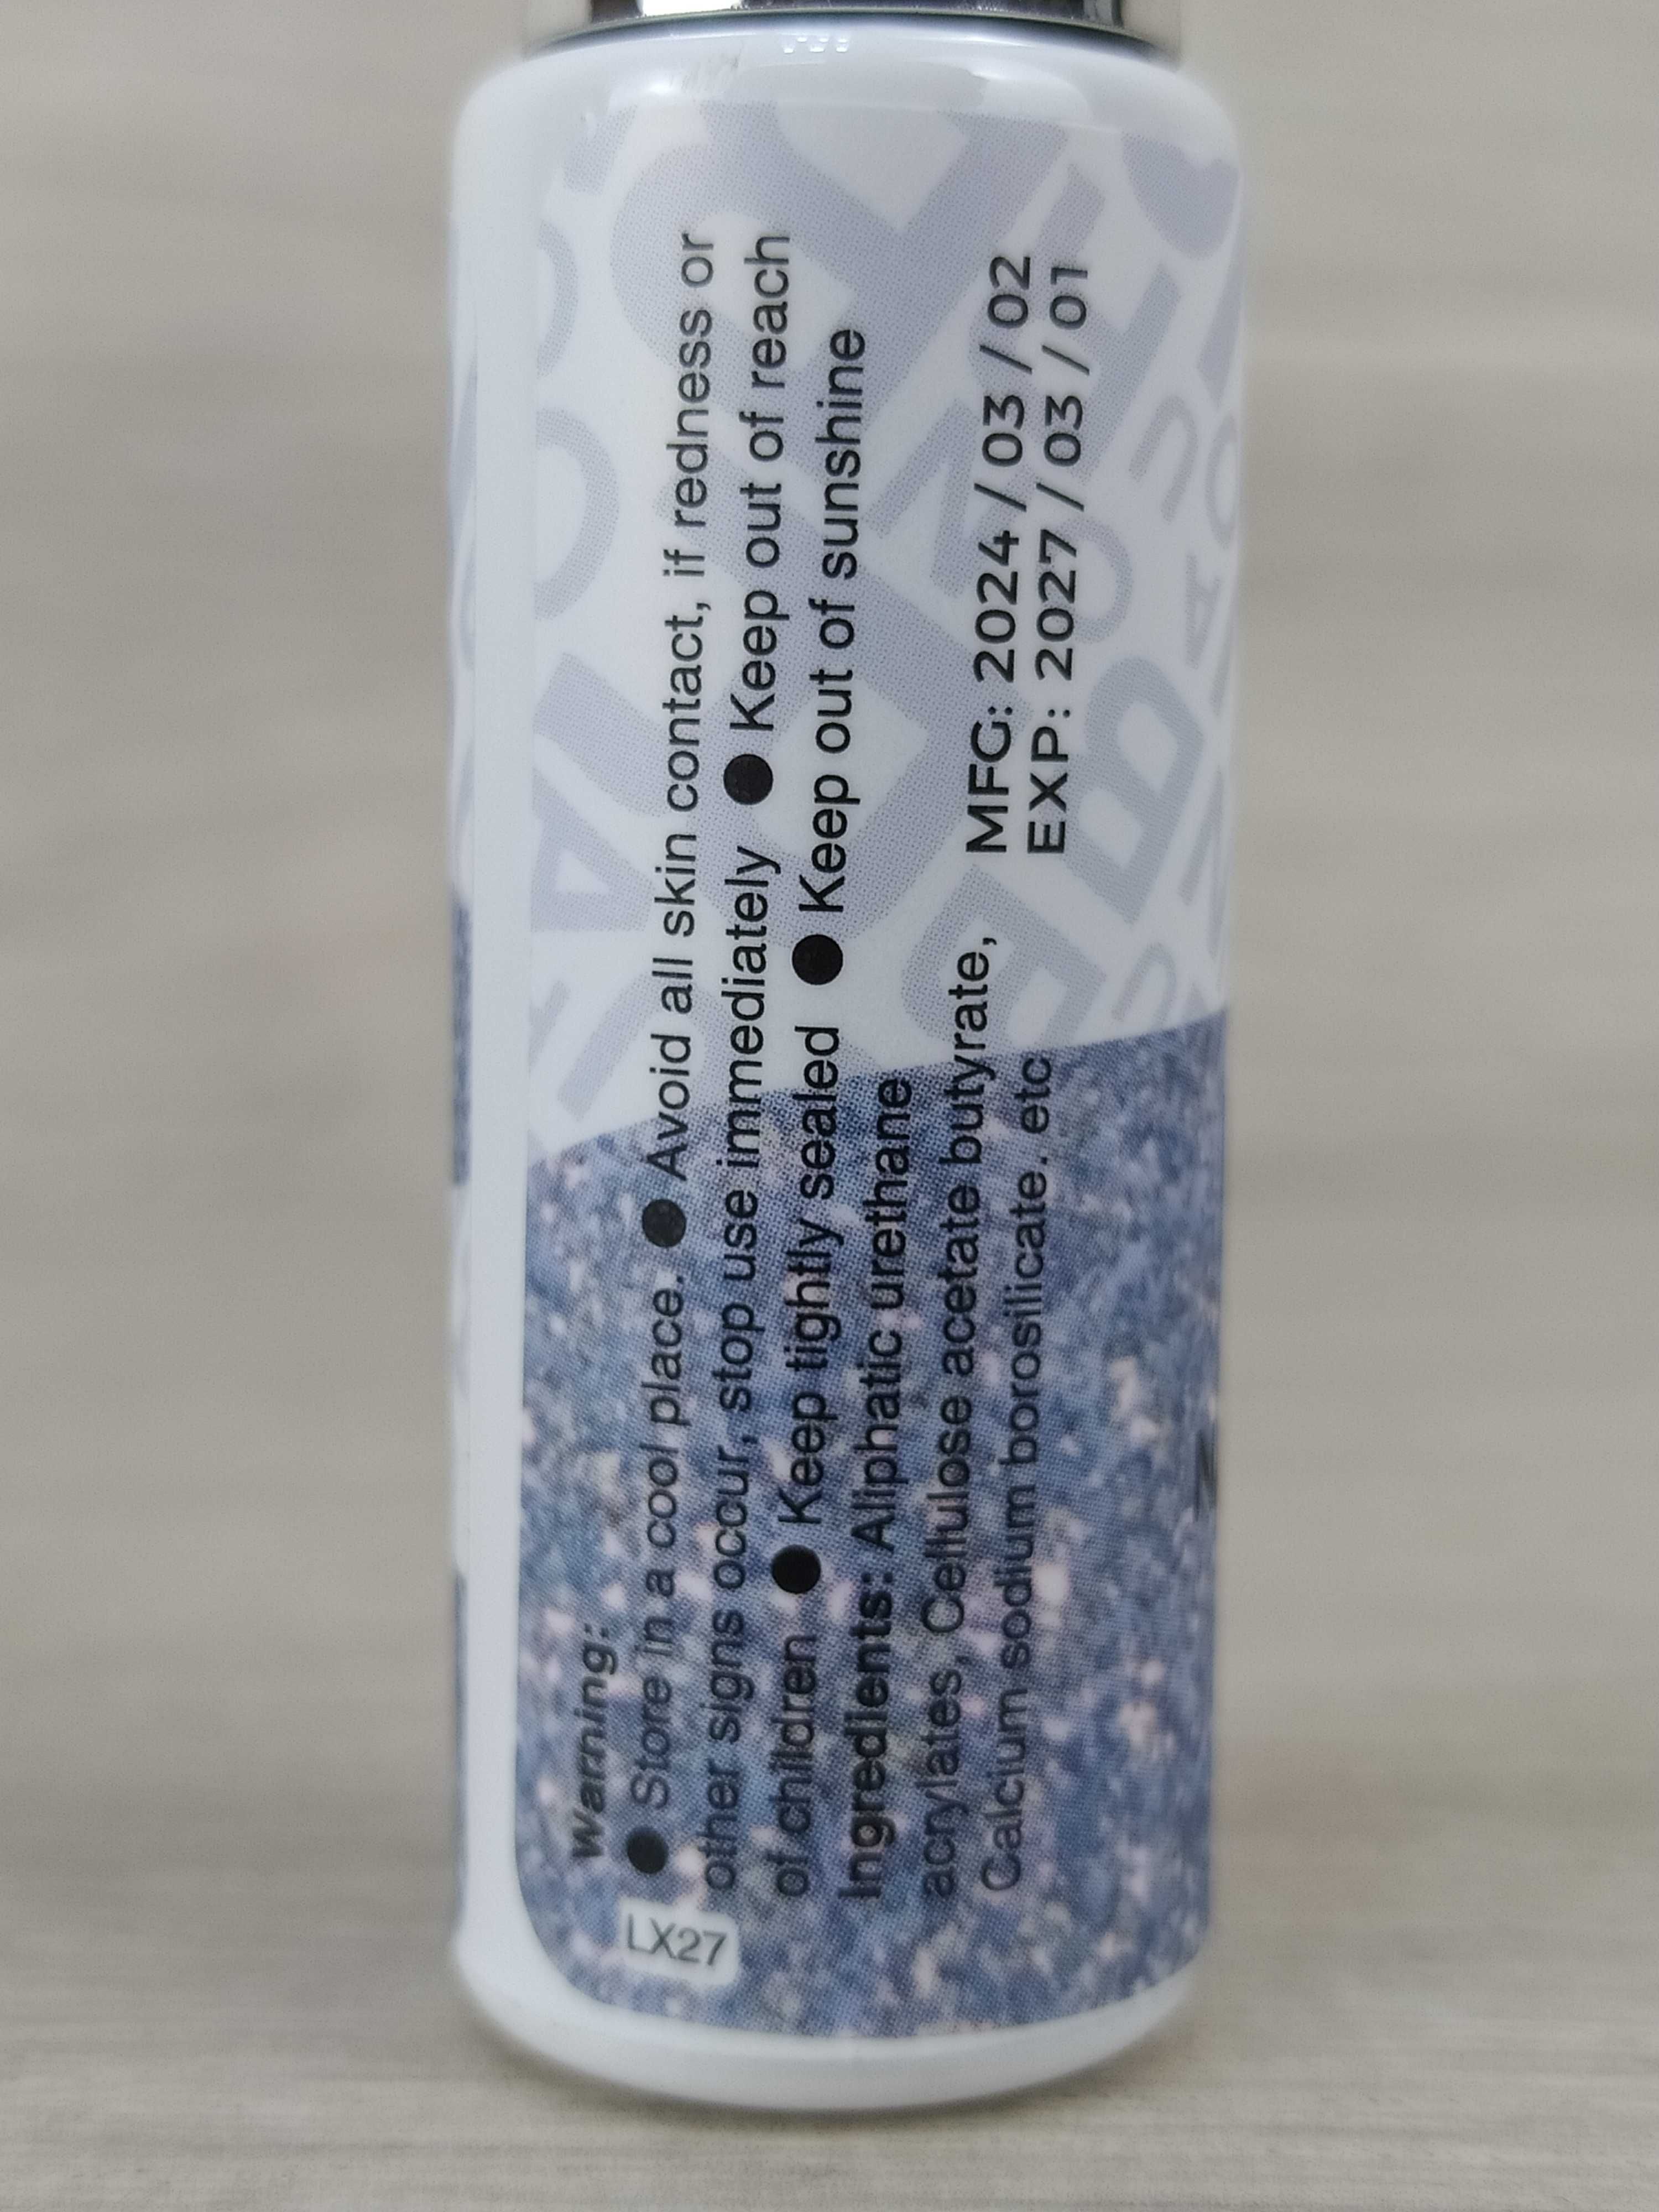 Warning:
● Store in a cool place. ● Avoid all skin contact, if redness or
other signs occur, stop use immediately ● Keep out of reach
of children ● Keep tightly sealed ● Keep out of sunshine
Ingredients: Aliphatic urethane
acrylates, Cellulose acetate butyrate,
Calcium sodium borosilicate. etc
MFG: 2024 / 03 / 02
EXP: 2027 / 03 / 01
LX27